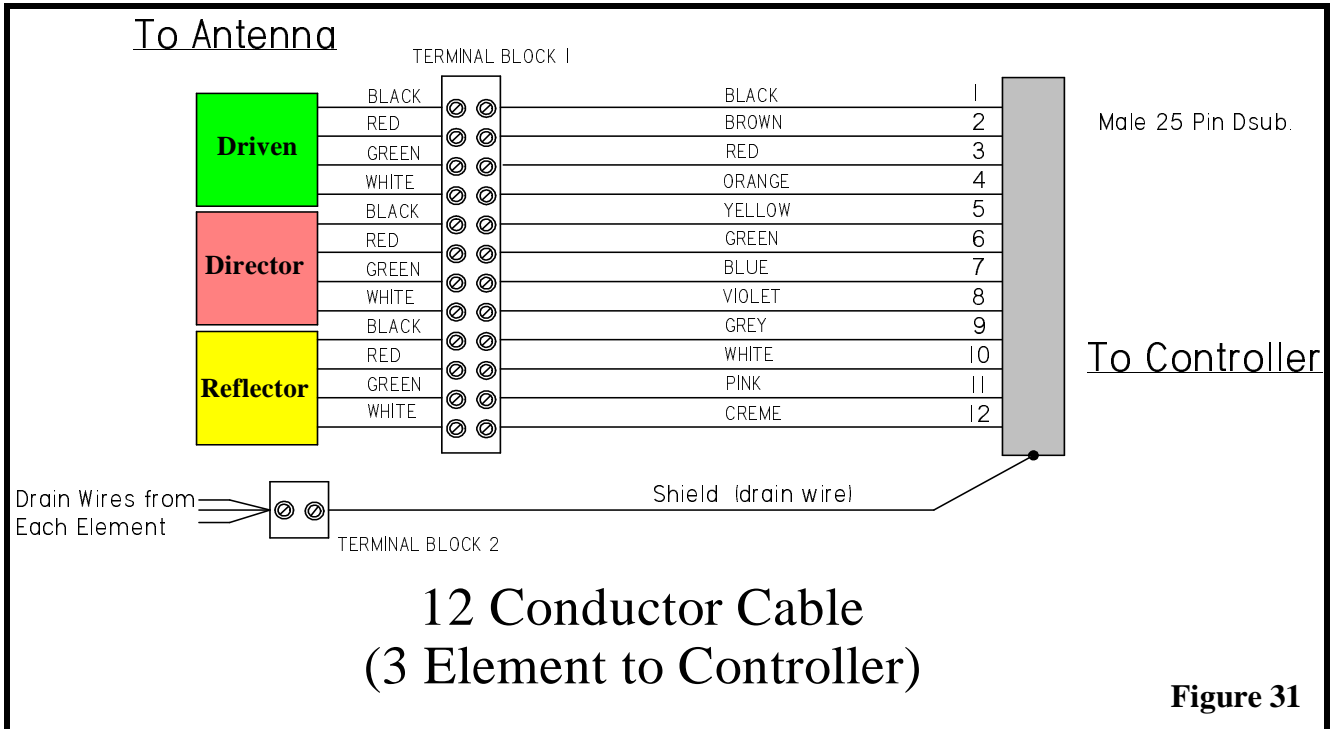 To Antenna
TERMINAL BLOCK 1
BLACK BLACK 1
RED BROWN 2
Driven
GREEN RED 3
WHITE ORANGE 4
BLACK YELLOW 5
RED GREEN 6
Director
GREEN BLUE 7
WHITE VIOLET 8
BLACK GREY 9
RED WHITE 10
Reflector
GREEN PINK 11
WHITE CREME 12
Male 25 Pin Dsub.
To Controller
Drain Wires from
Each Element
Shield (drain wire)
TERMINAL BLOCK 2
12 Conductor Cable
(3 Element to Controller)
Figure 31